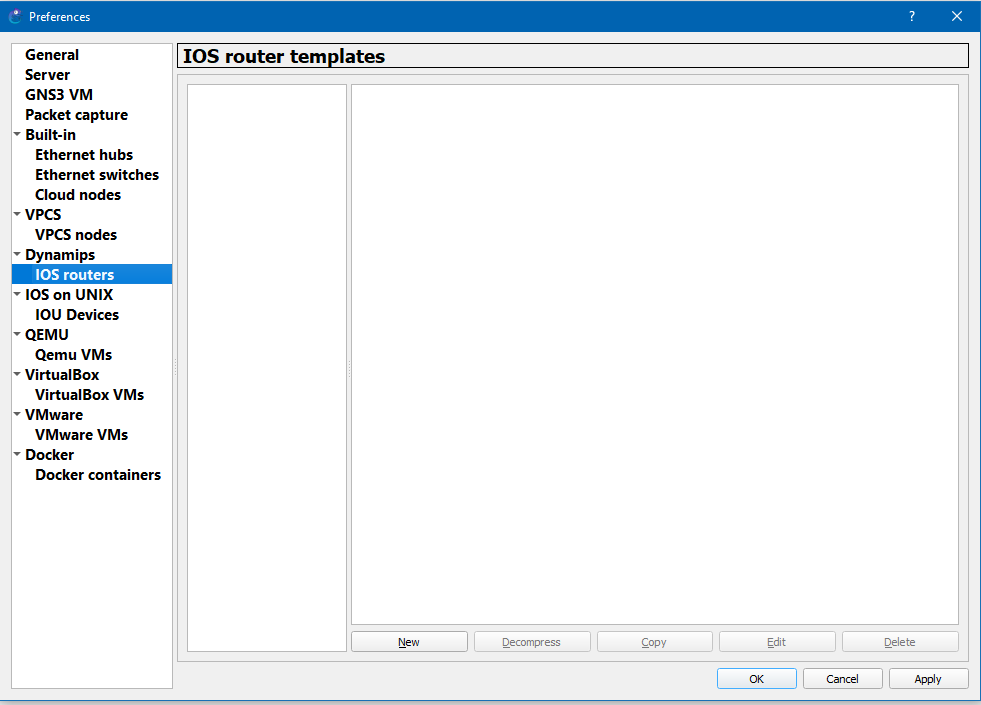 Preferences
?
General
Server
GNS3 VM
Packet capture
Built-in
Ethernet hubs
Ethernet switches
Cloud nodes
VPCS
VPCS nodes
Dynamips
IOS routers
IOS on UNIX
IOU Devices
QEMU
Qemu VMs
VirtualBox
VirtualBox VMs
VMware
VMware VMs
Docker
Docker containers
IOS router templates
New Decompress Copy Edit Delete
OK Cancel Apply